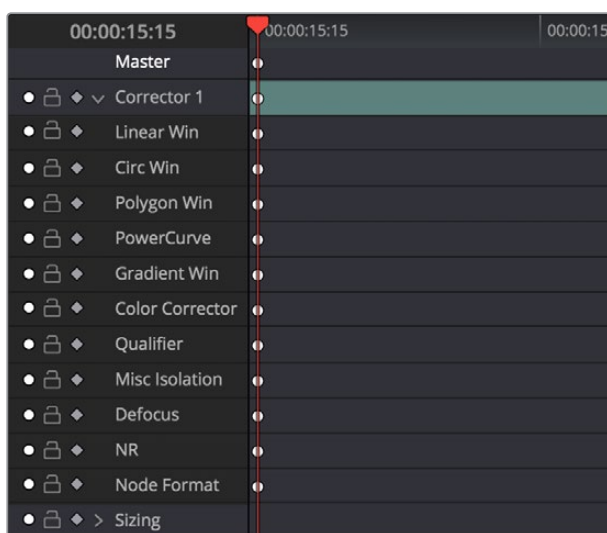 00:00:15:15 00:00:15:15 00:00:15
Master
Corrector 1
Linear Win
Circ Win
Polygon Win
PowerCurve
Gradient Win
Color Corrector
Qualifier
Misc Isolation
Defocus
NR
Node Format
Sizing